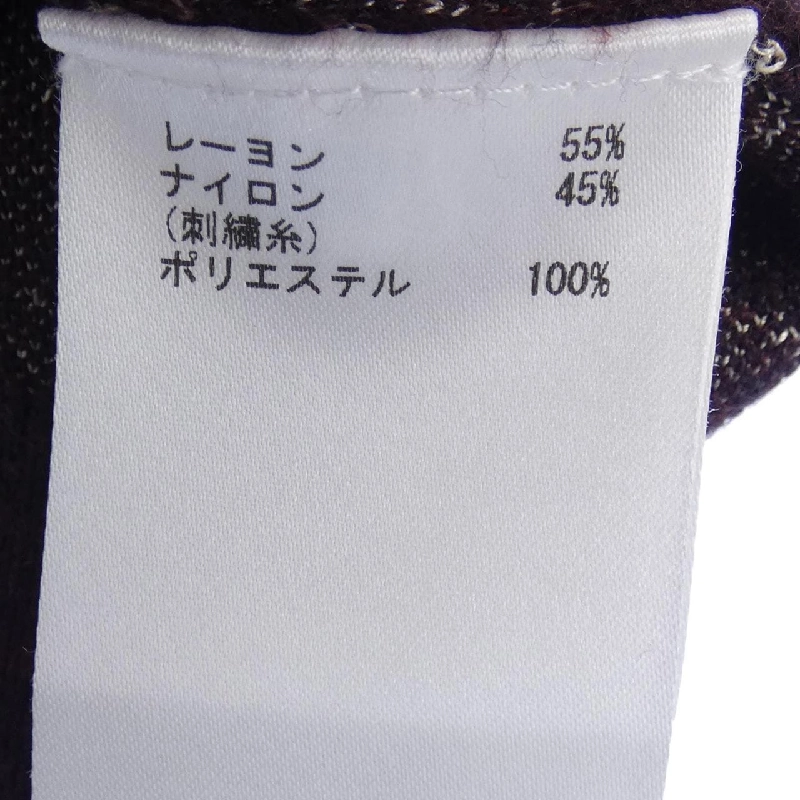 レーヨン 55%
ナイロン 45%
(刺繍糸)
ポリエステル 100%